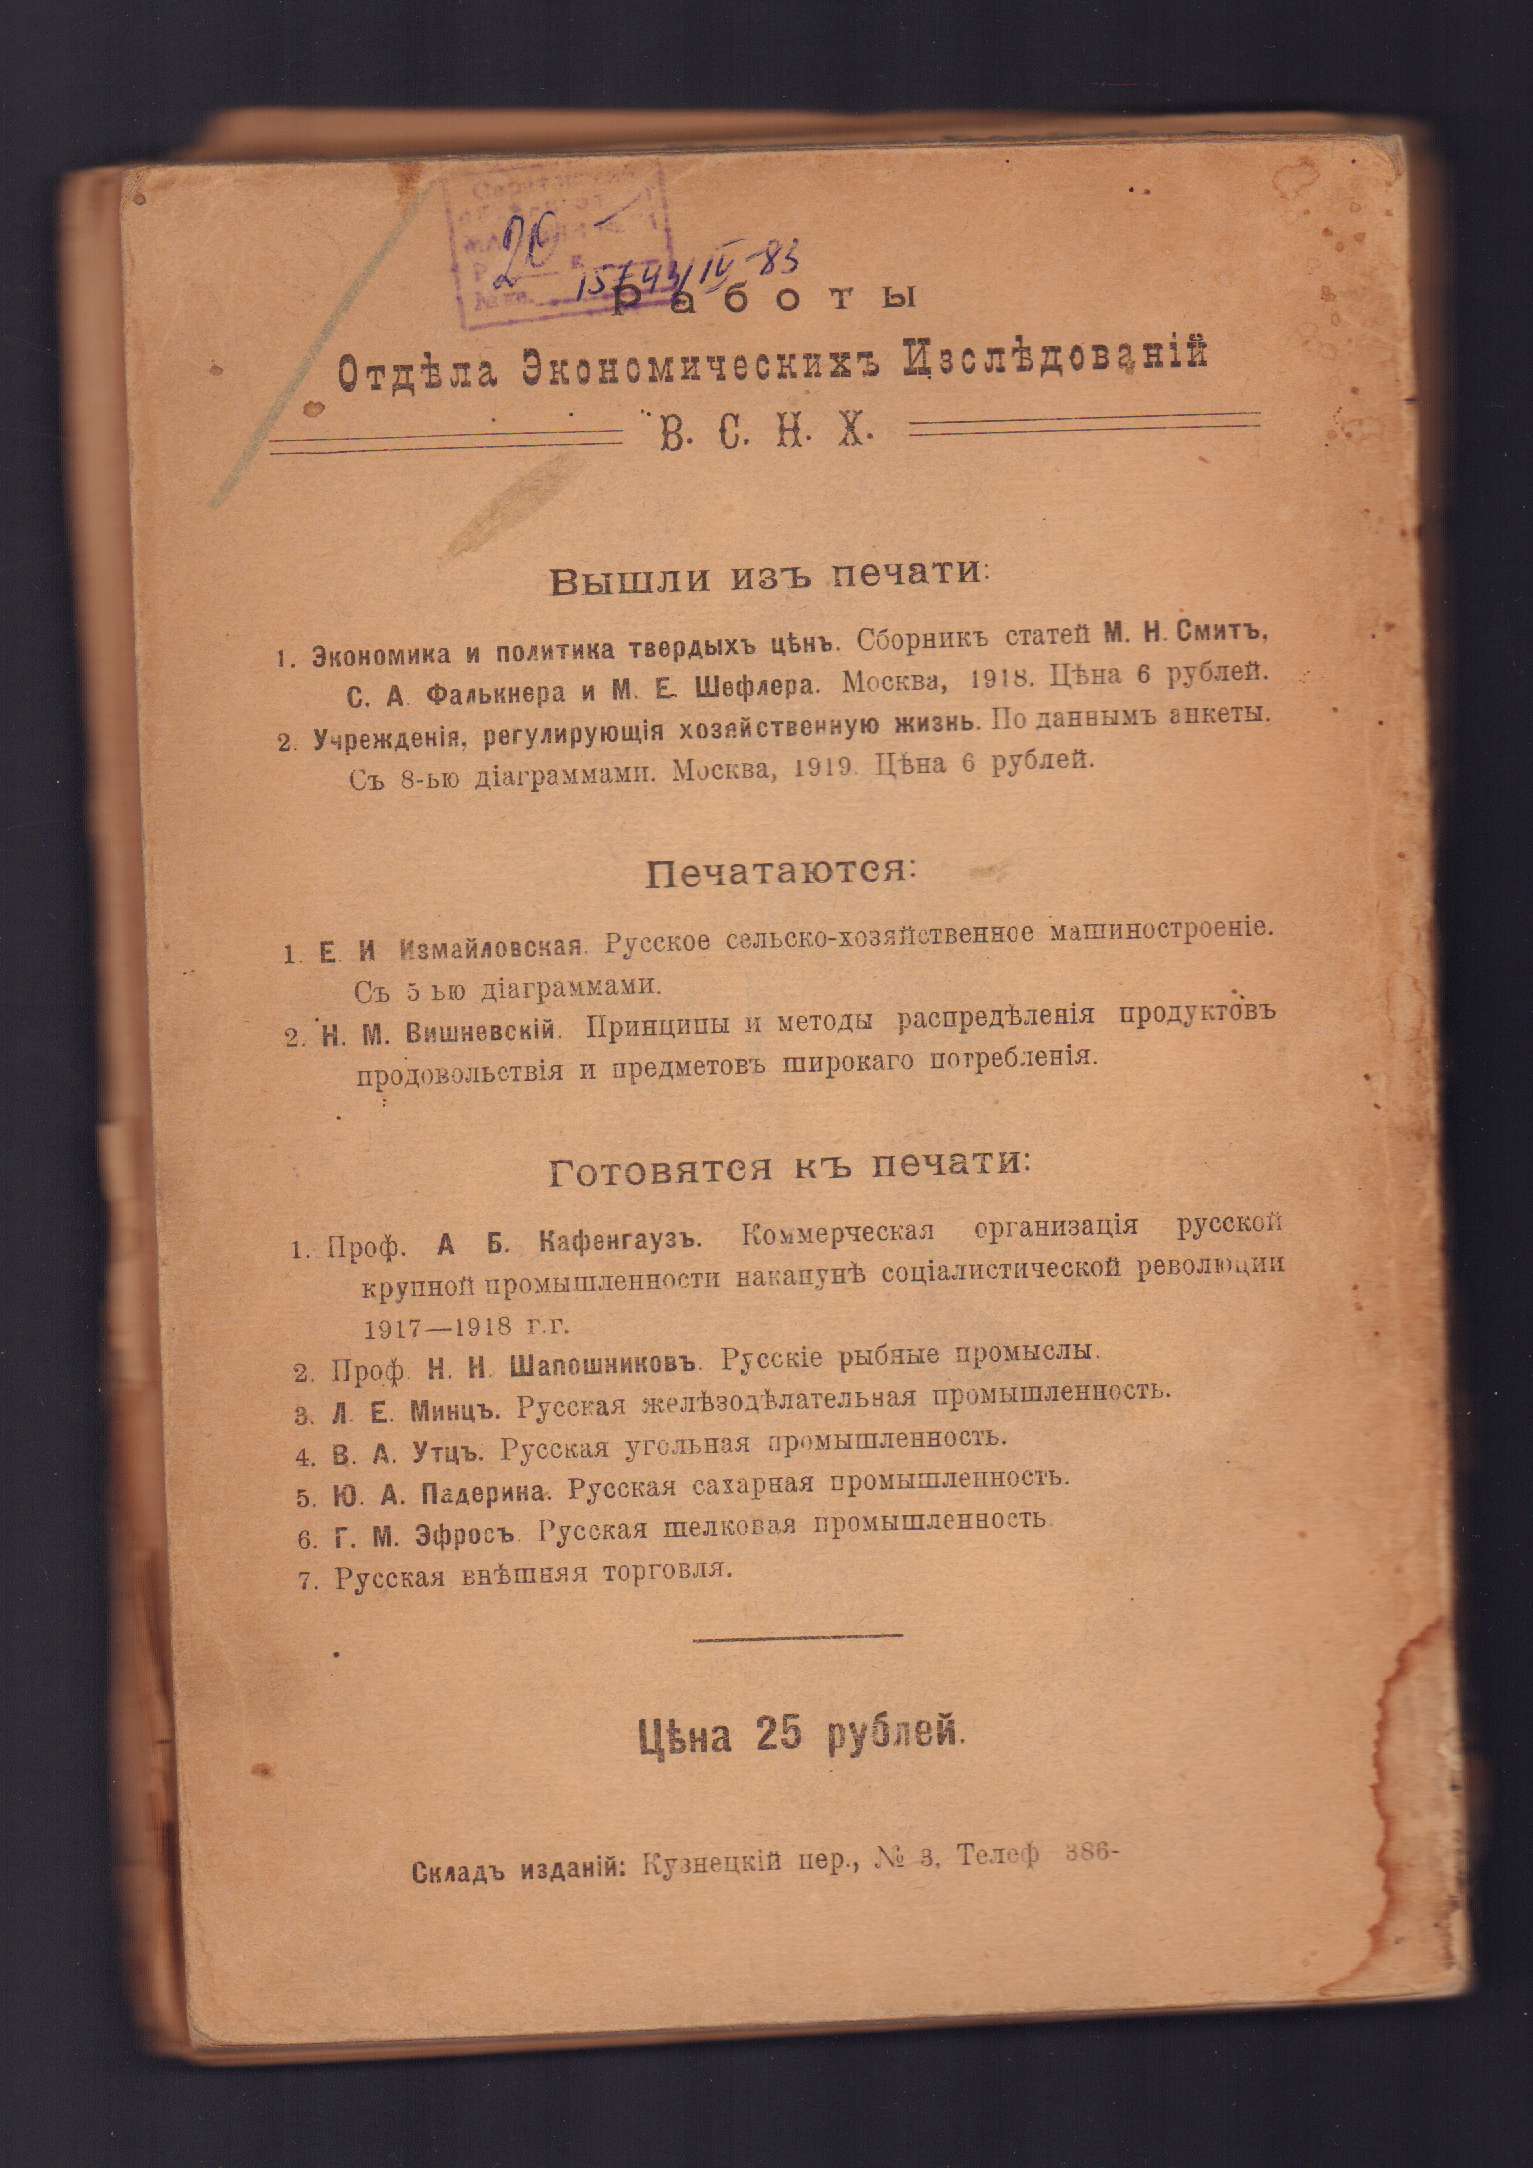 20 —
15743/IV-83
Работы
Отдѣла Экономическихъ Изслѣдованій
В. С. Н. Х.
Вышли изъ печати:
1. Экономика и политика твердыхъ цѣнъ. Сборникъ статей М. Н. Смитъ,
С. А. Фалькнера и М. Е. Шефлера. Москва, 1918. Цѣна 6 рублей.
2. Учрежденія, регулирующія хозяйственную жизнь. По даннымъ анкеты.
Съ 8-ью діаграммами. Москва, 1919. Цѣна 6 рублей.
Печатаются:
1. Е. И Измайловская. Русское сельско-хозяйственное машиностроеніе.
Съ 5 ью діаграммами.
2. Н. М. Вишневскій. Принципы и методы распредѣленія продуктовъ
продовольствія и предметовъ широкаго потребленія.
Готовятся къ печати:
1. Проф. А Б. Кафенгаузъ. Коммерческая организація русской
крупной промышленности наканунѣ соціалистической революции
1917—1918 г.г.
2. Проф. Н. Н. Шапошниковъ. Русскіе рыбные промыслы.
3. Л. Е. Минцъ. Русская желѣзодѣлательная промышленность.
4. В. А. Утцъ. Русская угольная промышленность.
5. Ю. А. Падерина. Русская сахарная промышленность.
6. Г. М. Эфросъ. Русская шелковая промышленность.
7. Русская внѣшняя торговля.
Цѣна 25 рублей.
Складъ изданій: Кузнецкій пер., № 3, Телеф 386-